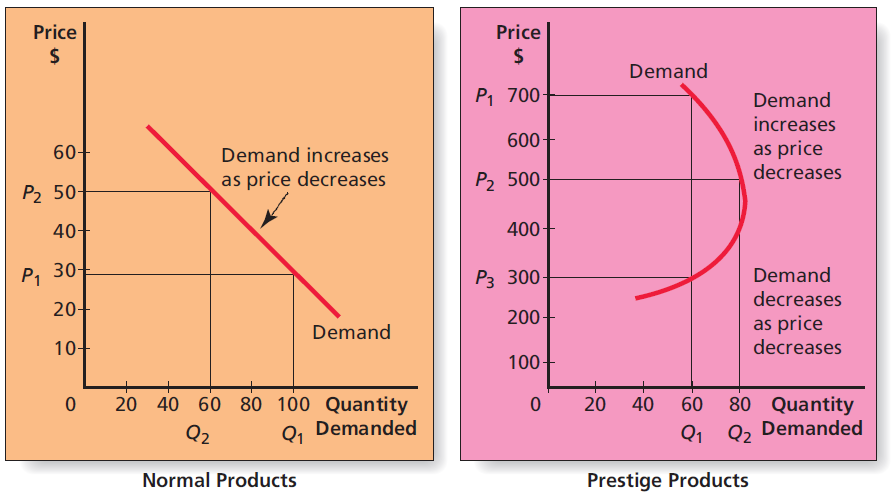 Price
$
60
P2 50
40
P1 30
20
10
Demand increases
as price decreases
Demand
0 20 40 60 80 100 Quantity
Q2 Q1 Demanded
Normal Products
Price
$
Demand
P1 700
600
P2 500
400
P3 300
200
100
Demand
increases
as price
decreases
Demand
decreases
as price
decreases
0 20 40 60 80 Quantity
Q1 Q2 Demanded
Prestige Products